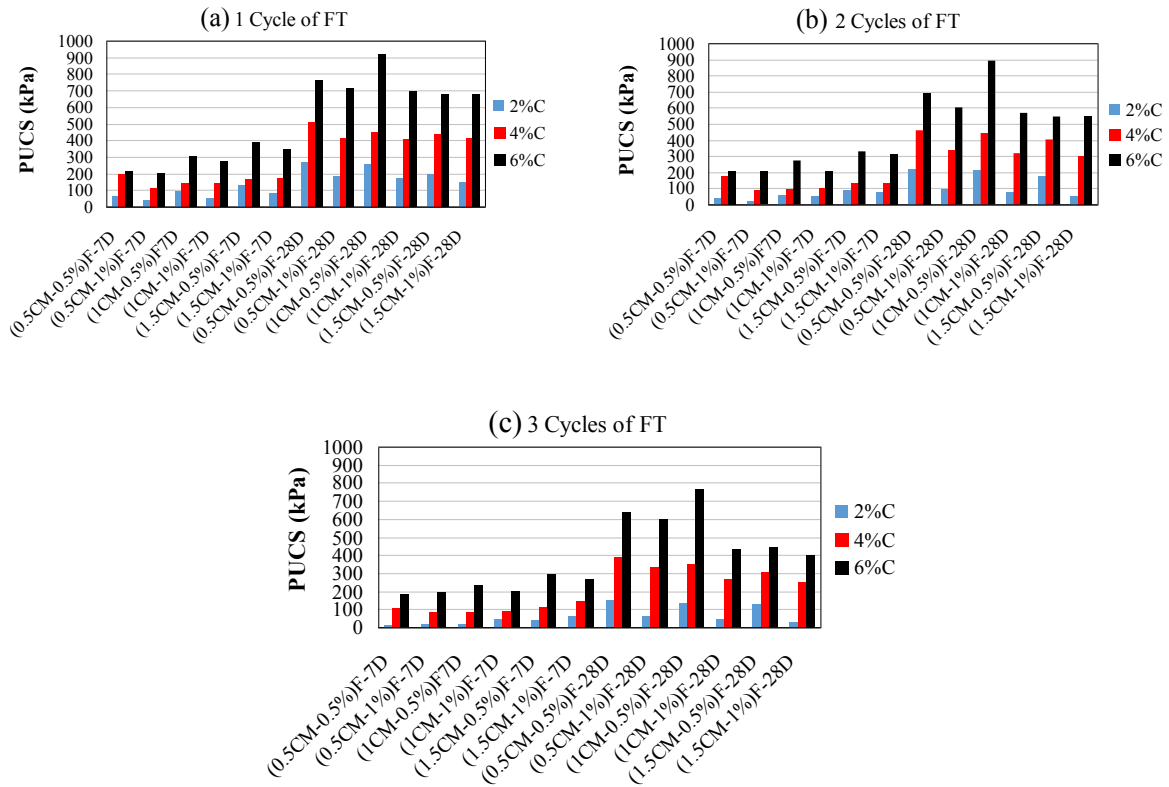 (a) 1 Cycle of FT
PUCS (kPa)
1000
900
800
700
600
500
400
300
200
100
0
(0.5CM-0.5%)F-7D
(0.5CM-1%)F-7D
(1CM-0.5%)F7D
(1CM-1%)F-7D
(1.5CM-0.5%)F-7D
(1.5CM-1%)F-7D
(0.5CM-0.5%)F-28D
(0.5CM-1%)F-28D
(1CM-0.5%)F-28D
(1CM-1%)F-28D
(1.5CM-0.5%)F-28D
(1.5CM-1%)F-28D
2%C
4%C
6%C
(b) 2 Cycles of FT
PUCS (kPa)
1000
900
800
700
600
500
400
300
200
100
0
(0.5CM-0.5%)F-7D
(0.5CM-1%)F-7D
(1CM-0.5%)F7D
(1CM-1%)F-7D
(1.5CM-0.5%)F-7D
(1.5CM-1%)F-7D
(0.5CM-0.5%)F-28D
(0.5CM-1%)F-28D
(1CM-0.5%)F-28D
(1CM-1%)F-28D
(1.5CM-0.5%)F-28D
(1.5CM-1%)F-28D
2%C
4%C
6%C
(c) 3 Cycles of FT
PUCS (kPa)
1000
900
800
700
600
500
400
300
200
100
0
(0.5CM-0.5%)F-7D
(0.5CM-1%)F-7D
(1CM-0.5%)F7D
(1CM-1%)F-7D
(1.5CM-0.5%)F-7D
(1.5CM-1%)F-7D
(0.5CM-0.5%)F-28D
(0.5CM-1%)F-28D
(1CM-0.5%)F-28D
(1CM-1%)F-28D
(1.5CM-0.5%)F-28D
(1.5CM-1%)F-28D
2%C
4%C
6%C